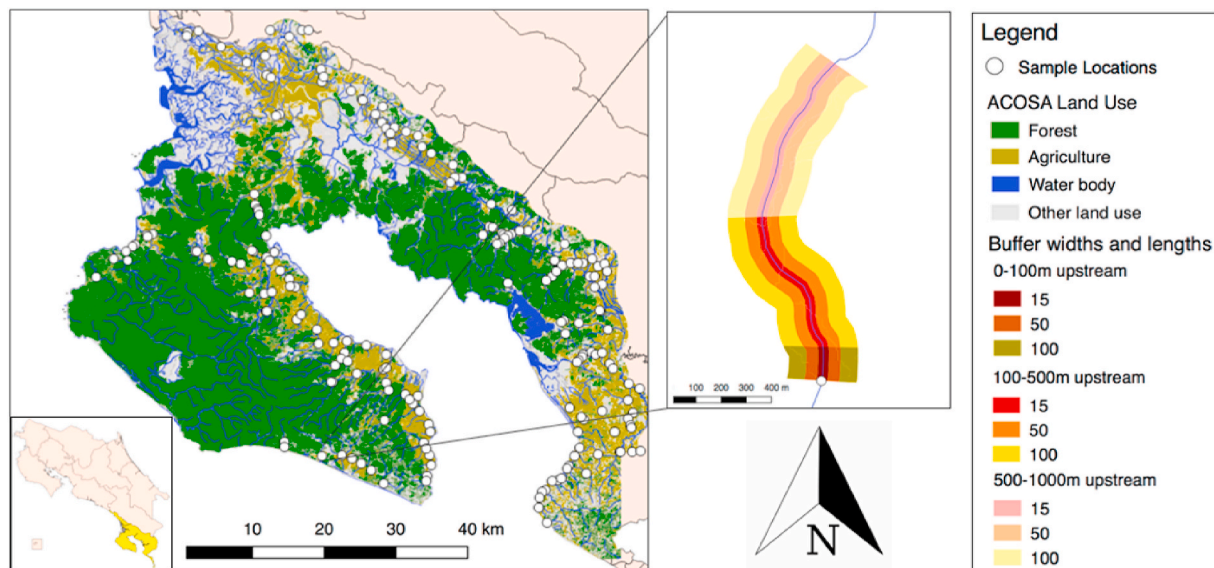 10 20 30 40 km
100 200 300 400 m
N
Legend
Sample Locations
ACOSA Land Use
Forest
Agriculture
Water body
Other land use
Buffer widths and lengths
0-100m upstream
15
50
100
100-500m upstream
15
50
100
500-1000m upstream
15
50
100